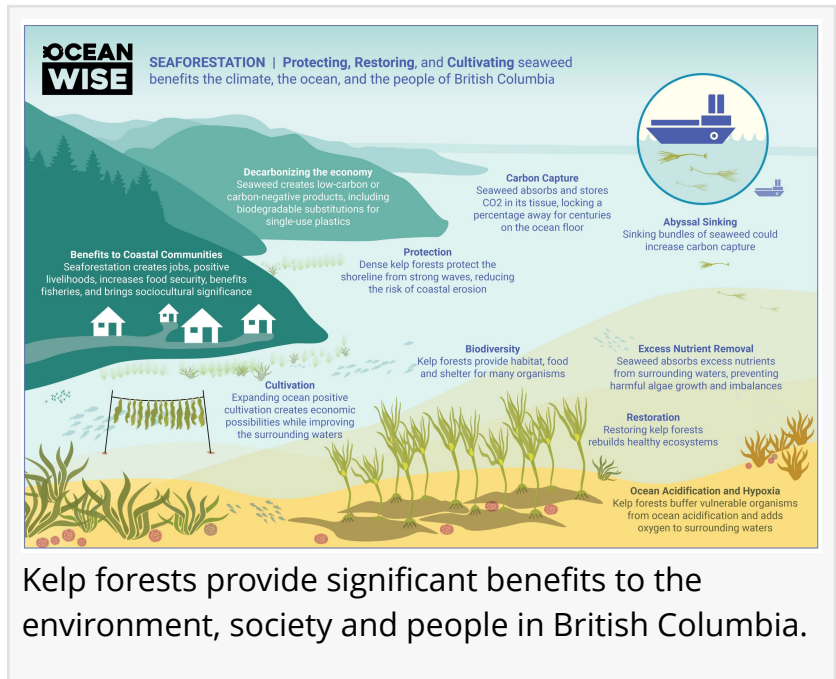 OCEAN
WISE
SEAFORESTATION | Protecting, Restoring, and Cultivating seaweed
benefits the climate, the ocean, and the people of British Columbia
Decarbonizing the economy
Seaweed creates low-carbon or
carbon-negative products, including
biodegradable substitutions for
single-use plastics
Carbon Capture
Seaweed absorbs and stores
CO2 in its tissue, locking a
percentage away for centuries
on the ocean floor
Abyssal Sinking
Sinking bundles of seaweed could
increase carbon capture
Benefits to Coastal Communities
Seaforestation creates jobs, positive
livelihoods, increases food security, benefits
fisheries, and brings sociocultural significance
Protection
Dense kelp forests protect the
shoreline from strong waves, reducing
the risk of coastal erosion
Biodiversity
Kelp forests provide habitat, food
and shelter for many organisms
Excess Nutrient Removal
Seaweed absorbs excess nutrients
from surrounding waters, preventing
harmful algae growth and imbalances
Cultivation
Expanding ocean positive
cultivation creates economic
possibilities while improving
the surrounding waters
Restoration
Restoring kelp forests
rebuilds healthy ecosystems
Ocean Acidification and Hypoxia
Kelp forests buffer vulnerable organisms
from ocean acidification and adds
oxygen to surrounding waters
Kelp forests provide significant benefits to the
environment, society and people in British Columbia.